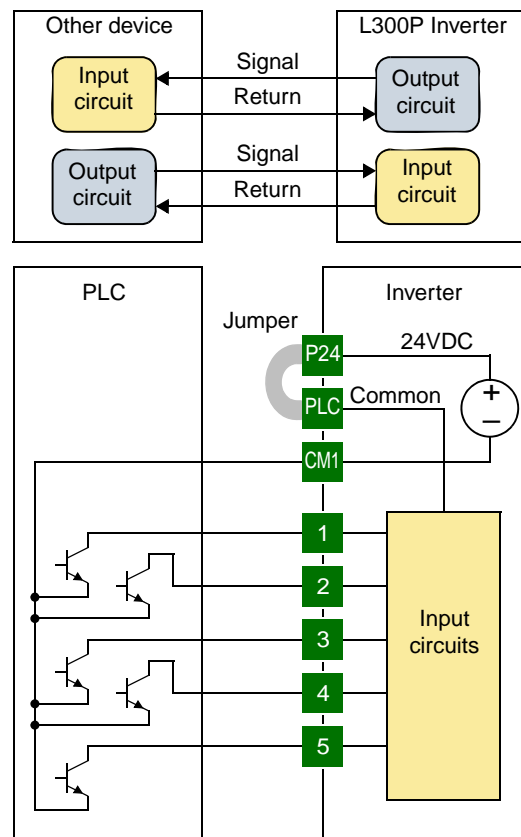 Other device
L300P Inverter
Input
circuit
Signal
Return
Output
circuit
Output
circuit
Signal
Return
Input
circuit
PLC
Inverter
Jumper
P24
24VDC
PLC
Common
+
–
CM1
1
2
3
4
5
Input
circuits